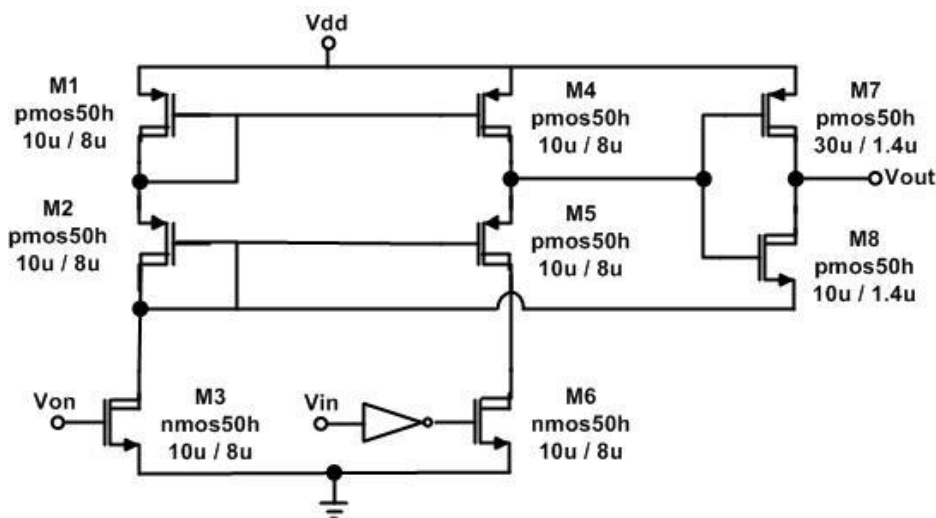 Vdd
M1
pmos50h
10u / 8u
M4
pmos50h
10u / 8u
M7
pmos50h
30u / 1.4u
Vout
M2
pmos50h
10u / 8u
M5
pmos50h
10u / 8u
M8
pmos50h
10u / 1.4u
Von
M3
nmos50h
10u / 8u
Vin
M6
nmos50h
10u / 8u